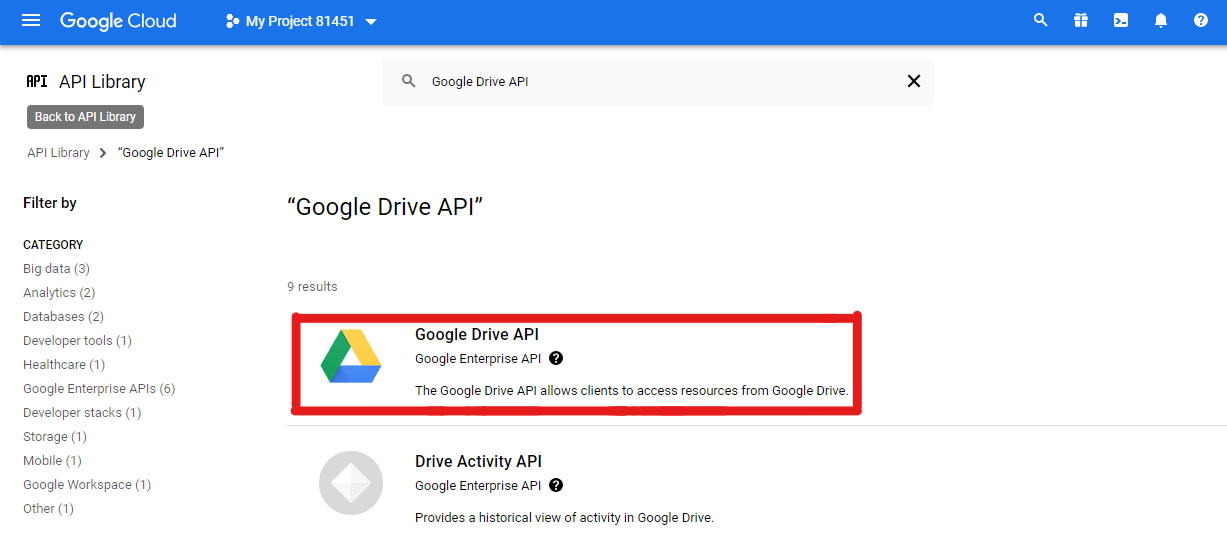 Google Cloud
My Project 81451
API API Library
Google Drive API
Back to API Library
API Library
“Google Drive API”
Filter by
CATEGORY
Big data (3)
Analytics (2)
Databases (2)
Developer tools (1)
Healthcare (1)
Google Enterprise APIs (6)
Developer stacks (1)
Storage (1)
Mobile (1)
Google Workspace (1)
Other (1)
“Google Drive API”
9 results
Google Drive API
Google Enterprise API
The Google Drive API allows clients to access resources from Google Drive.
Drive Activity API
Google Enterprise API
Provides a historical view of activity in Google Drive.